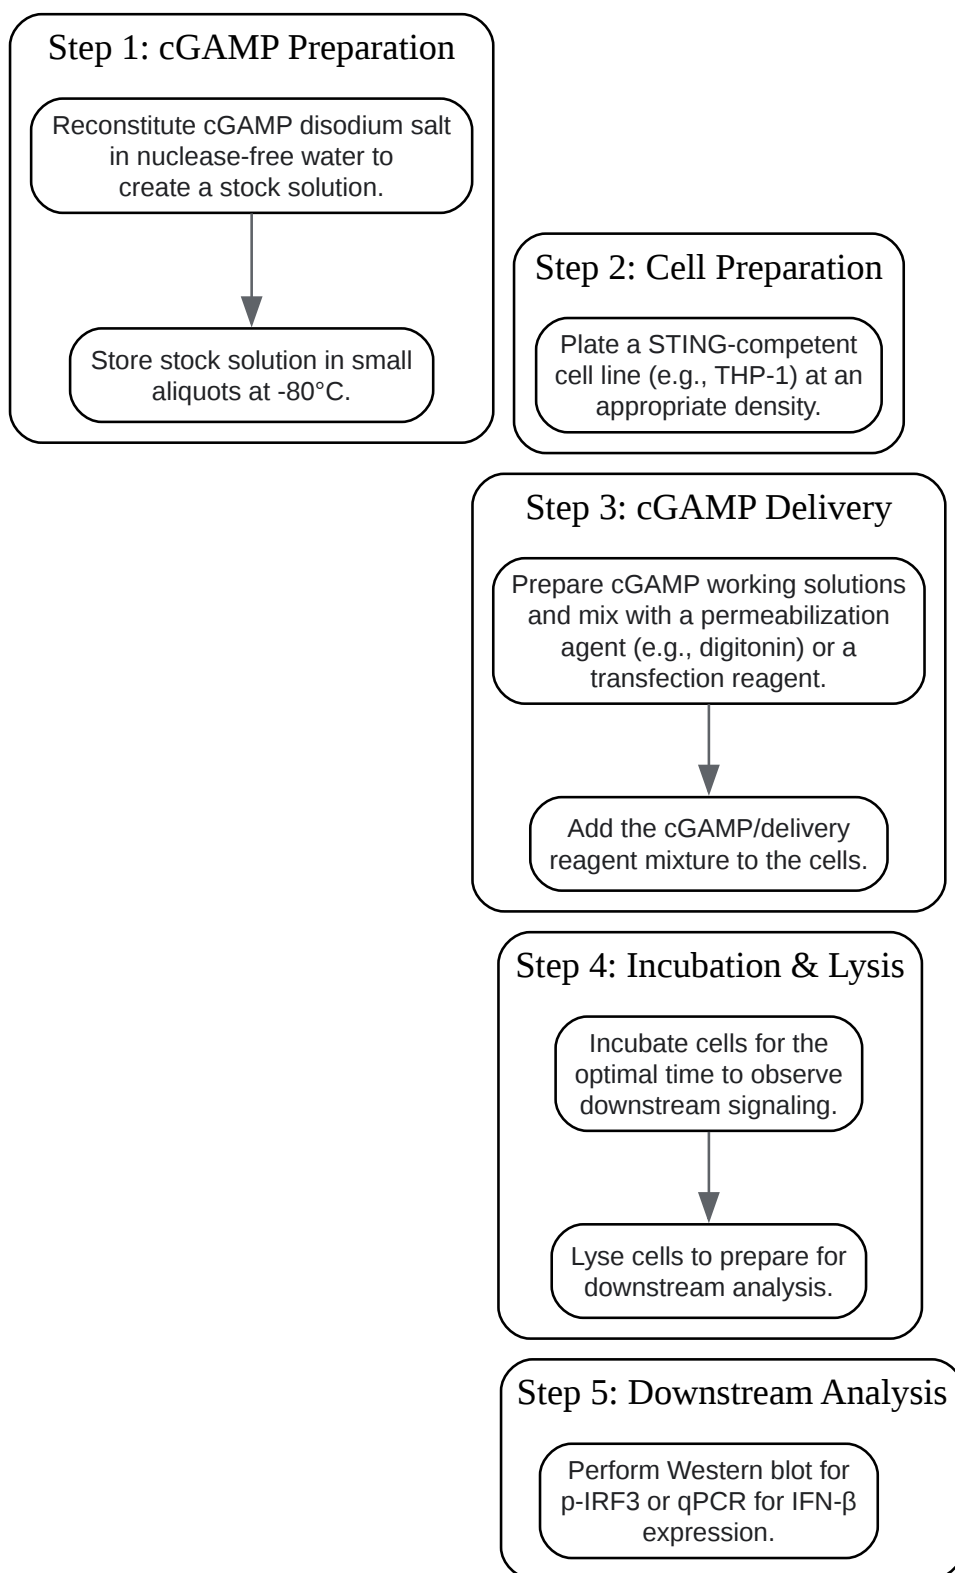 Step 1: cGAMP Preparation
Reconstitute cGAMP disodium salt
in nuclease-free water to
create a stock solution.
Store stock solution in small
aliquots at -80°C.
Step 2: Cell Preparation
Plate a STING-competent
cell line (e.g., THP-1) at an
appropriate density.
Step 3: cGAMP Delivery
Prepare cGAMP working solutions
and mix with a permeabilization
agent (e.g., digitonin) or a
transfection reagent.
Add the cGAMP/delivery
reagent mixture to the cells.
Step 4: Incubation & Lysis
Incubate cells for the
optimal time to observe
downstream signaling.
Lyse cells to prepare for
downstream analysis.
Step 5: Downstream Analysis
Perform Western blot for
p-IRF3 or qPCR for IFN-β
expression.